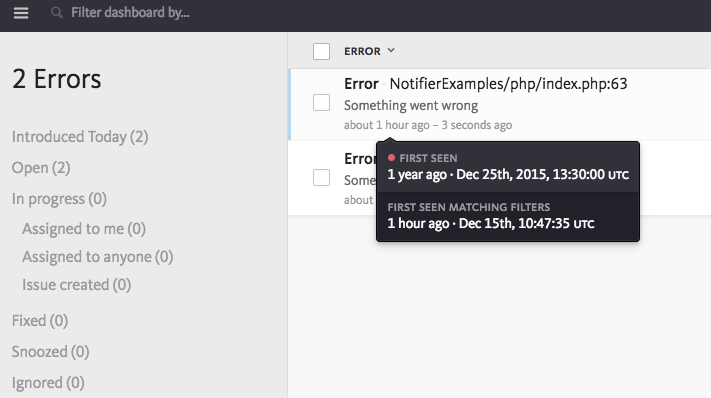 Filter dashboard by...
2 Errors
Introduced Today (2)
Open (2)
In progress (0)
Assigned to me (0)
Assigned to anyone (0)
Issue created (0)
Fixed (0)
Snoozed (0)
Ignored (0)
ERROR
Error · NotifierExamples/php/index.php:63
Something went wrong
about 1 hour ago – 3 seconds ago
Error
Some
about
FIRST SEEN
1 year ago · Dec 25th, 2015, 13:30:00 UTC
FIRST SEEN MATCHING FILTERS
1 hour ago · Dec 15th, 10:47:35 UTC